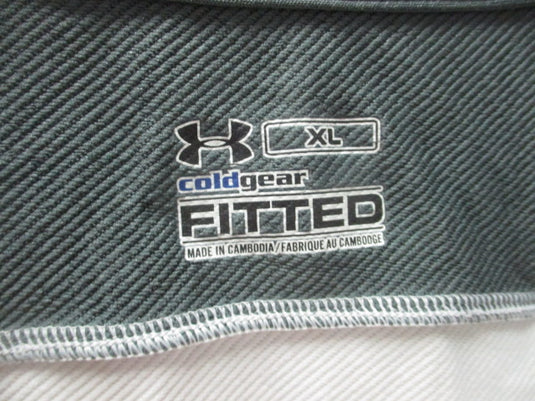 XL
coldgear
FITTED
MADE IN CAMBODIA/FABRIQUE AU CAMBODGE